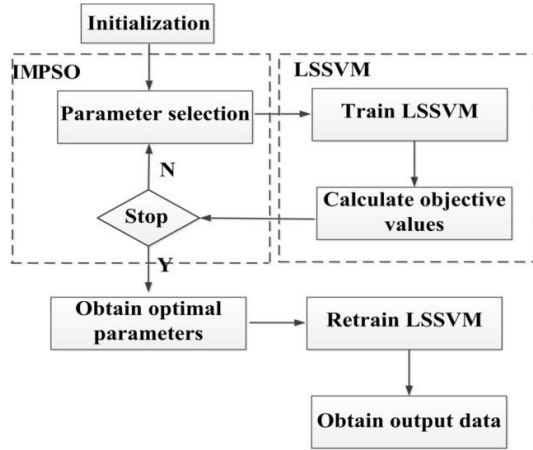 Initialization
IMPSO
LSSVM
Parameter selection
Train LSSVM
N
Stop
Calculate objective
values
Y
Obtain optimal
parameters
Retrain LSSVM
Obtain output data